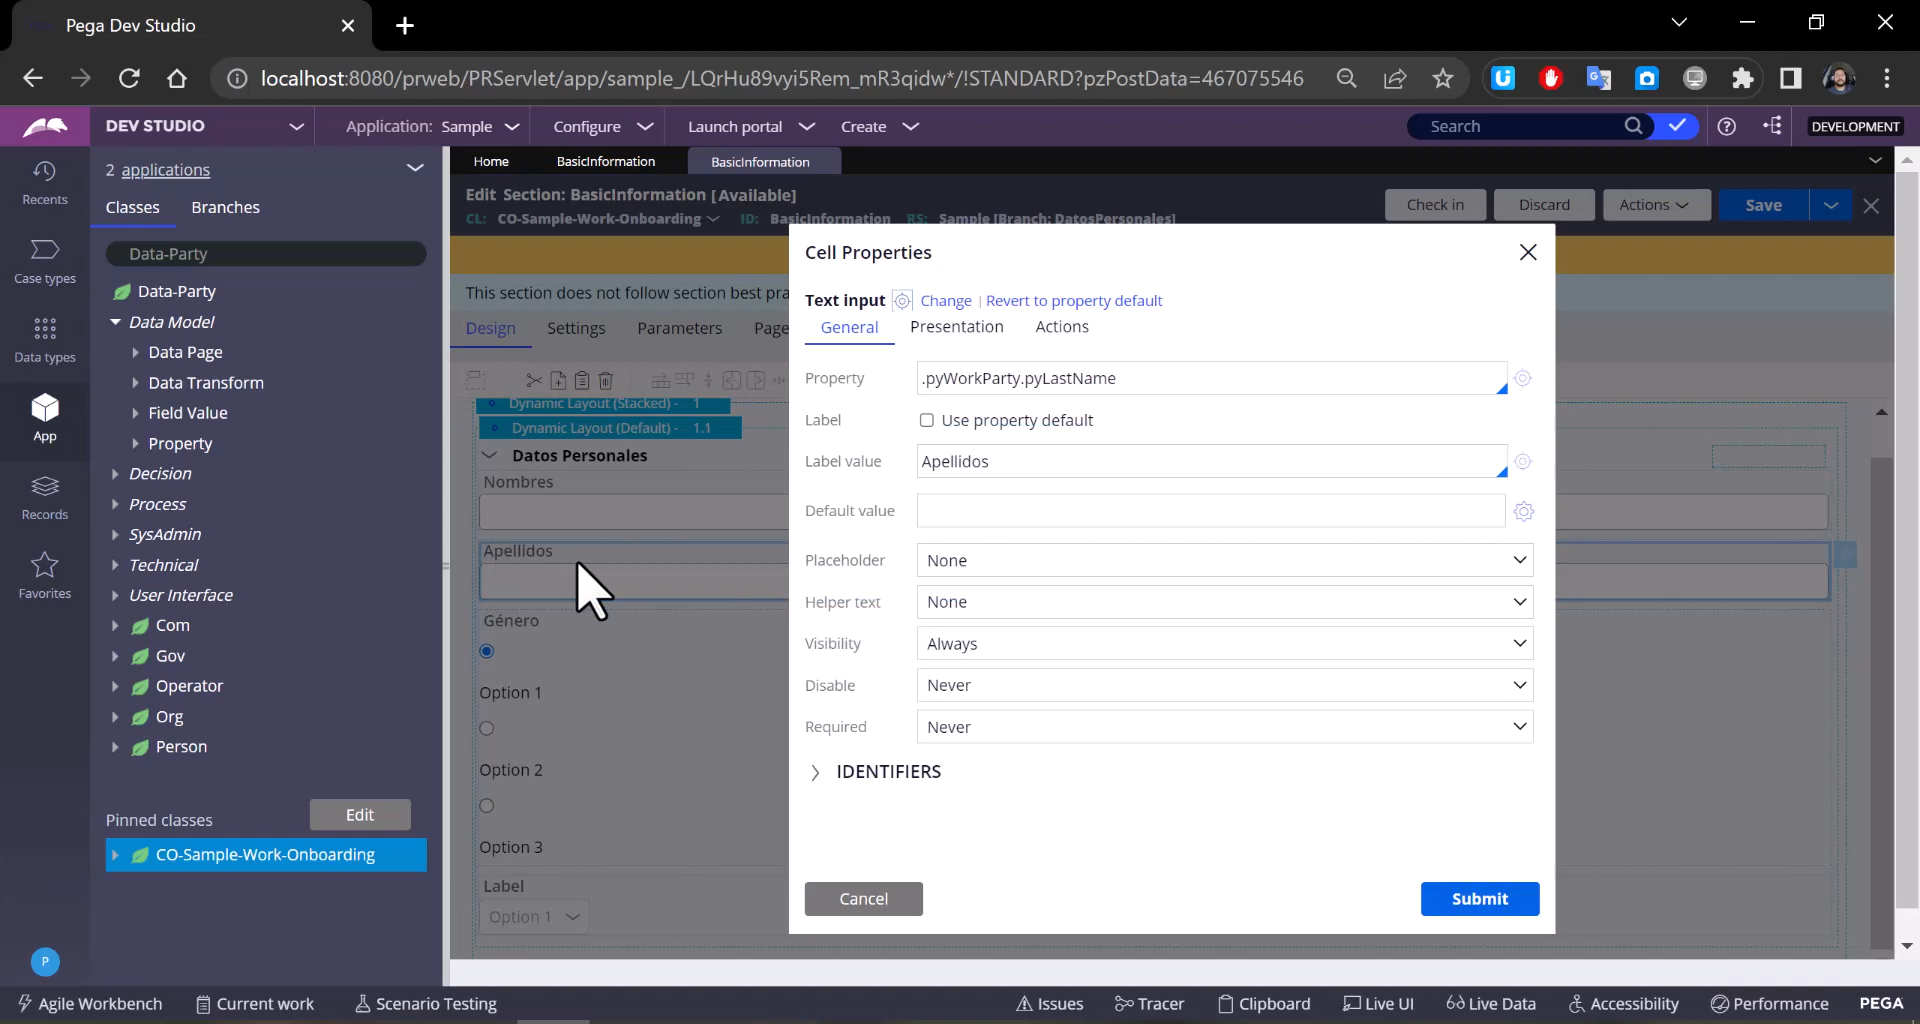 Pega Dev Studio
localhost:8080/prweb/PRServlet/app/sample_/LQrHu89vyi5Rem_mR3qidw*/!STANDARD?pzPostData=467075546
DEV STUDIO
Application: Sample
Configure
Launch portal
Create
Search
DEVELOPMENT
Recents
Case types
Data types
App
Records
Favorites
P
2 applications
Classes Branches
Data-Party
Data-Party
Data Model
Data Page
Data Transform
Field Value
Property
Decision
Process
SysAdmin
Technical
User Interface
Com
Gov
Operator
Org
Person
Pinned classes
Edit
CO-Sample-Work-Onboarding
Home BasicInformation BasicInformation
Edit Section: BasicInformation [Available]
CL: CO-Sample-Work-Onboarding ID: BasicInformation RS: Sample [Branch: DatosPersonales]
Check in Discard Actions Save
This section does not follow section best pra
Design Settings Parameters Page
Dynamic Layout (Stacked) - 1
Dynamic Layout (Default) - 1.1
Datos Personales
Nombres
Apellidos
Género
Option 1
Option 2
Option 3
Label
Option 1
Cell Properties
Text input Change | Revert to property default
General Presentation Actions
Property .pyWorkParty.pyLastName
Label Use property default
Label value Apellidos
Default value
Placeholder None
Helper text None
Visibility Always
Disable Never
Required Never
IDENTIFIERS
Cancel Submit
Agile Workbench Current work Scenario Testing
Issues Tracer Clipboard Live UI Live Data Accessibility Performance PEGA